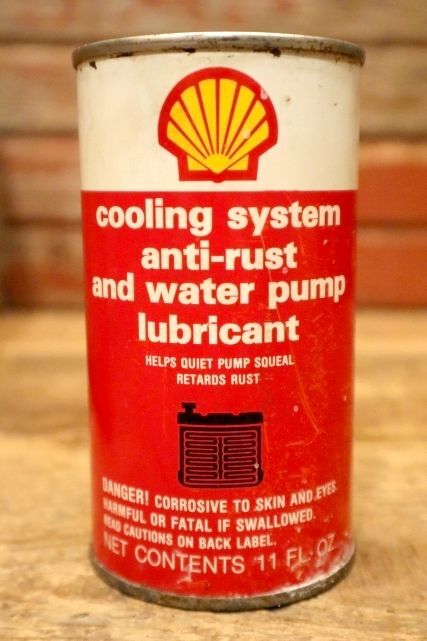 cooling system
anti-rust
and water pump
lubricant
HELPS QUIET PUMP SQUEAL
RETARDS RUST
DANGER! CORROSIVE TO SKIN AND EYES.
HARMFUL OR FATAL IF SWALLOWED.
READ CAUTIONS ON BACK LABEL.
NET CONTENTS 11 FL. OZ.